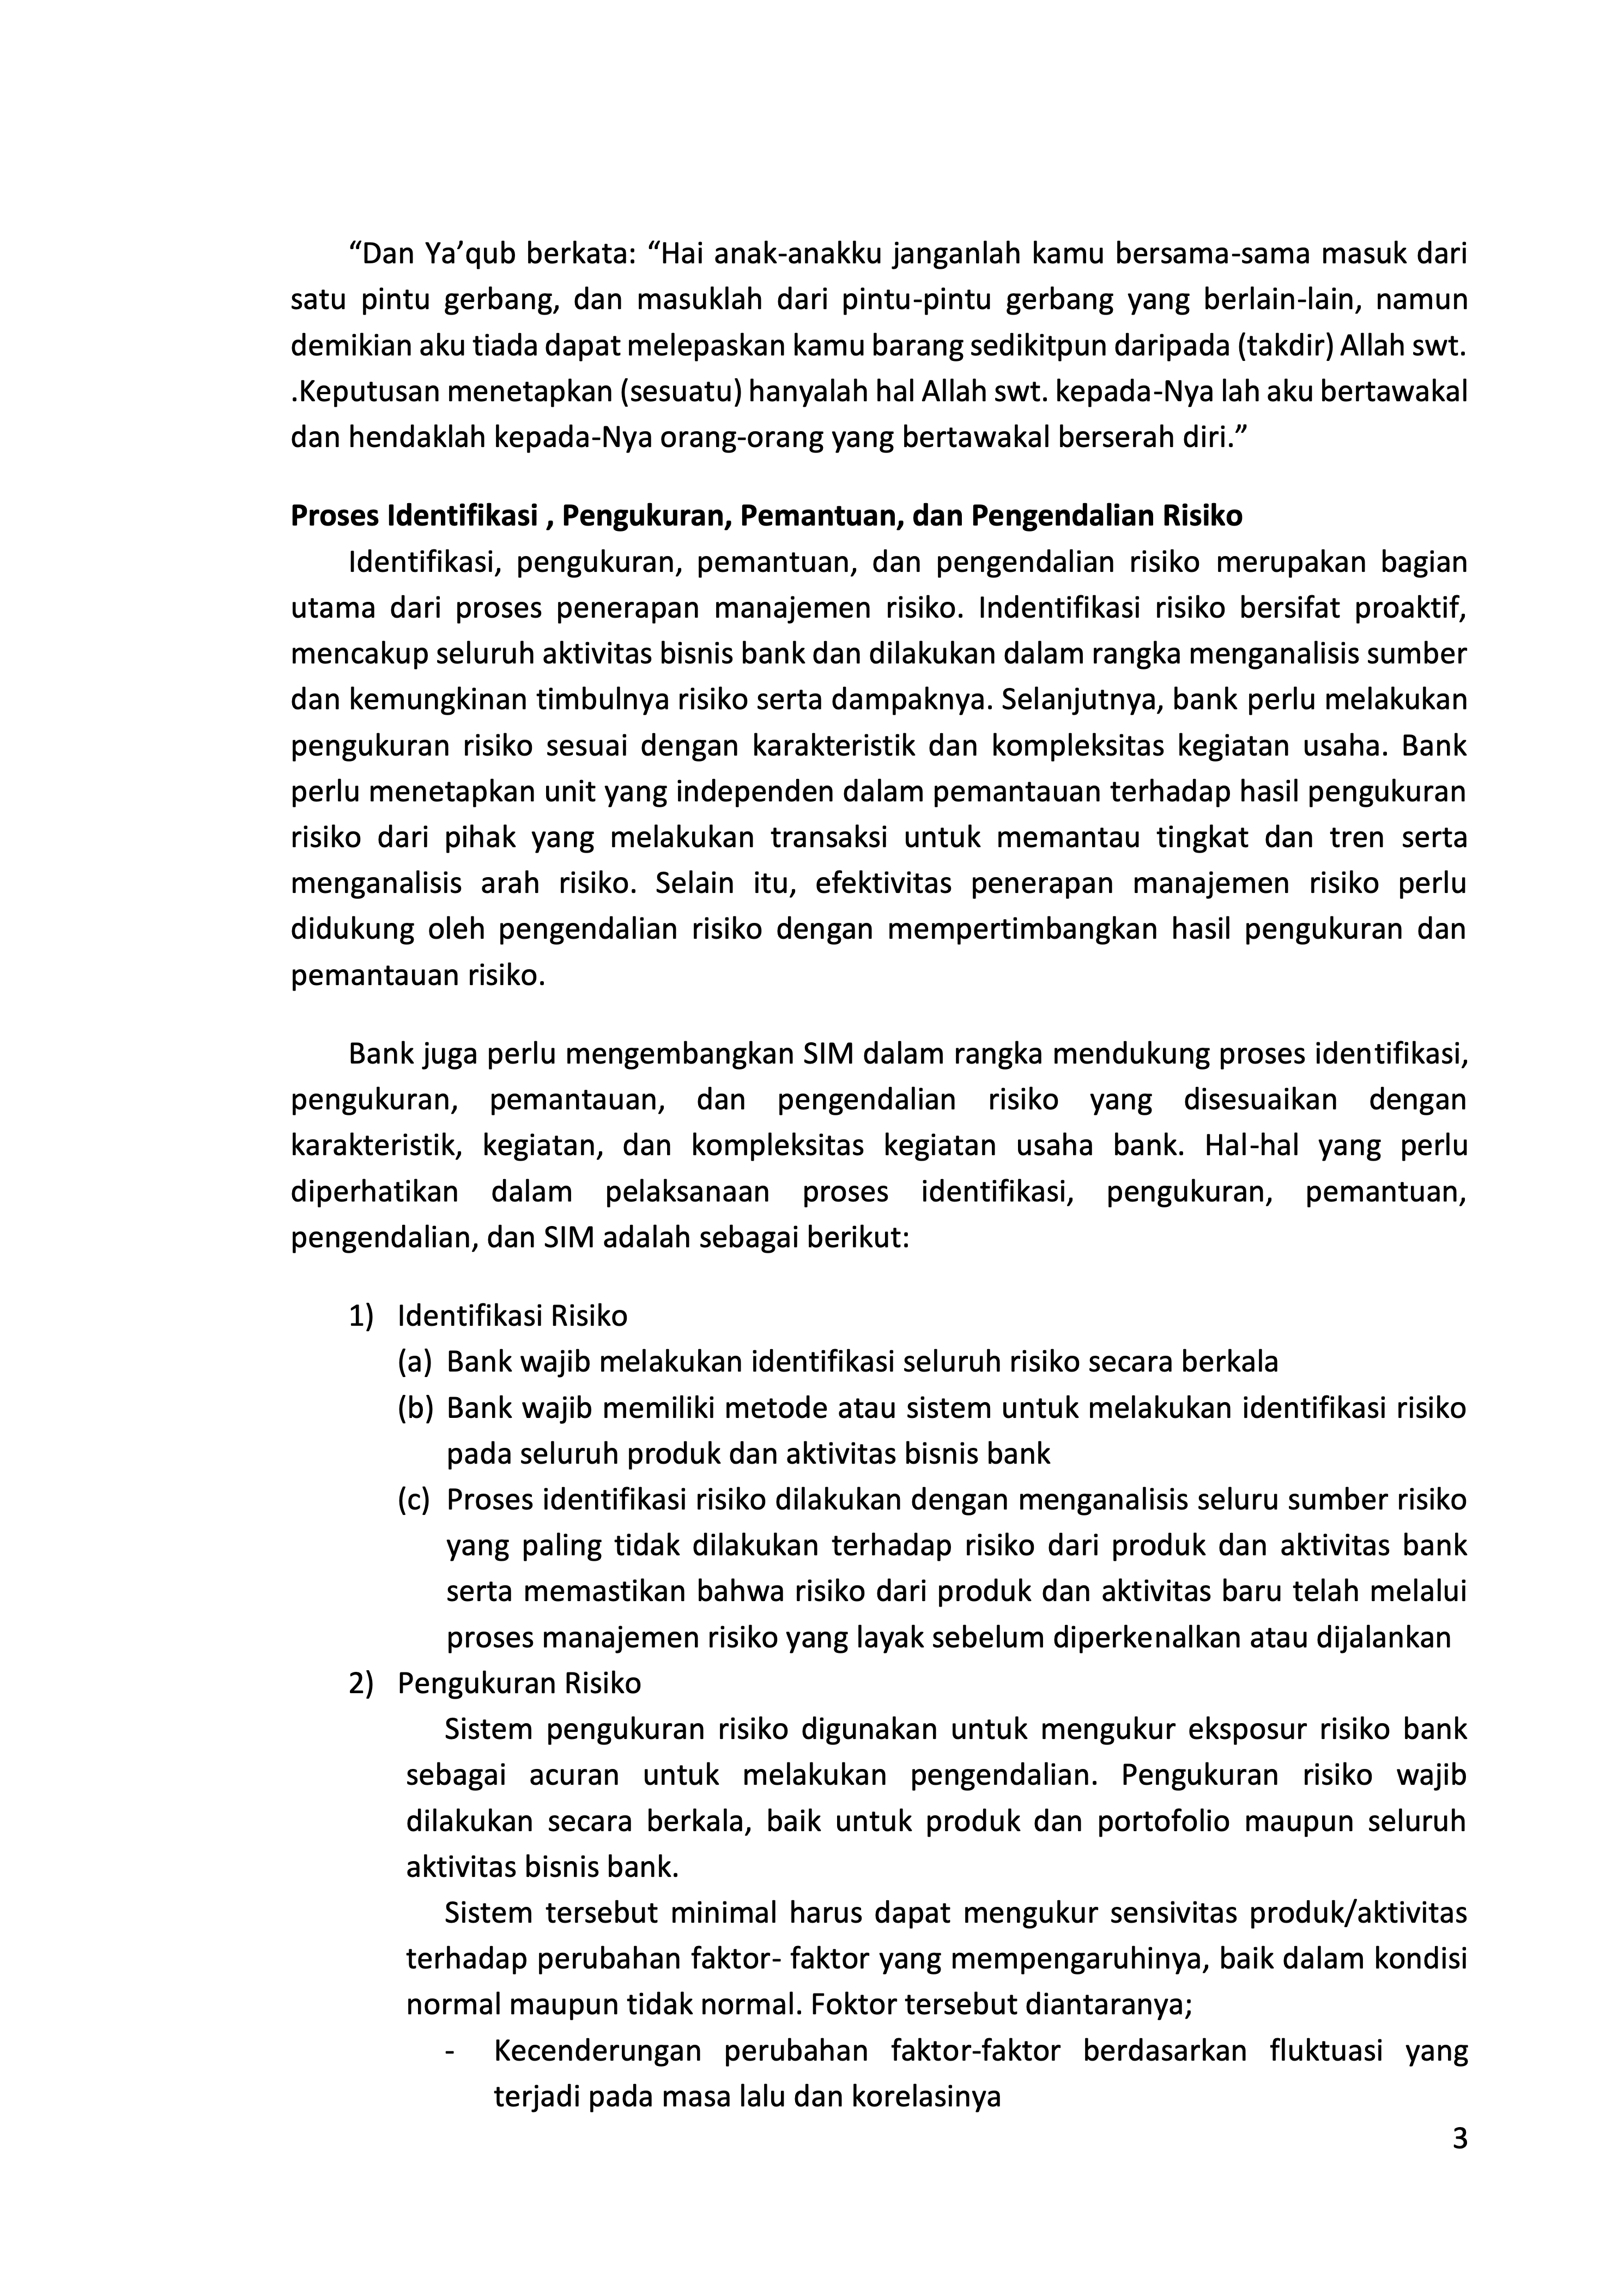 “Dan Ya’qub berkata: “Hai anak-anakku janganlah kamu bersama-sama masuk dari
satu pintu gerbang, dan masuklah dari pintu-pintu gerbang yang berlain-lain, namun
demikian aku tiada dapat melepaskan kamu barang sedikitpun daripada (takdir) Allah swt.
.Keputusan menetapkan (sesuatu) hanyalah hal Allah swt. kepada-Nya lah aku bertawakal
dan hendaklah kepada-Nya orang-orang yang bertawakal berserah diri.”
Proses Identifikasi , Pengukuran, Pemantuan, dan Pengendalian Risiko
Identifikasi, pengukuran, pemantuan, dan pengendalian risiko merupakan bagian
utama dari proses penerapan manajemen risiko. Indentifikasi risiko bersifat proaktif,
mencakup seluruh aktivitas bisnis bank dan dilakukan dalam rangka menganalisis sumber
dan kemungkinan timbulnya risiko serta dampaknya. Selanjutnya, bank perlu melakukan
pengukuran risiko sesuai dengan karakteristik dan kompleksitas kegiatan usaha. Bank
perlu menetapkan unit yang independen dalam pemantauan terhadap hasil pengukuran
risiko dari pihak yang melakukan transaksi untuk memantau tingkat dan tren serta
menganalisis arah risiko. Selain itu, efektivitas penerapan manajemen risiko perlu
didukung oleh pengendalian risiko dengan mempertimbangkan hasil pengukuran dan
pemantauan risiko.
Bank juga perlu mengembangkan SIM dalam rangka mendukung proses identifikasi,
pengukuran, pemantauan, dan pengendalian risiko yang disesuaikan dengan
karakteristik, kegiatan, dan kompleksitas kegiatan usaha bank. Hal-hal yang perlu
diperhatikan dalam pelaksanaan proses identifikasi, pengukuran, pemantuan,
pengendalian, dan SIM adalah sebagai berikut:
1) Identifikasi Risiko
(a) Bank wajib melakukan identifikasi seluruh risiko secara berkala
(b) Bank wajib memiliki metode atau sistem untuk melakukan identifikasi risiko
pada seluruh produk dan aktivitas bisnis bank
(c) Proses identifikasi risiko dilakukan dengan menganalisis seluru sumber risiko
yang paling tidak dilakukan terhadap risiko dari produk dan aktivitas bank
serta memastikan bahwa risiko dari produk dan aktivitas baru telah melalui
proses manajemen risiko yang layak sebelum diperkenalkan atau dijalankan
2) Pengukuran Risiko
Sistem pengukuran risiko digunakan untuk mengukur eksposur risiko bank
sebagai acuran untuk melakukan pengendalian. Pengukuran risiko wajib
dilakukan secara berkala, baik untuk produk dan portofolio maupun seluruh
aktivitas bisnis bank.
Sistem tersebut minimal harus dapat mengukur sensivitas produk/aktivitas
terhadap perubahan faktor- faktor yang mempengaruhinya, baik dalam kondisi
normal maupun tidak normal. Foktor tersebut diantaranya;
- Kecenderungan perubahan faktor-faktor berdasarkan fluktuasi yang
terjadi pada masa lalu dan korelasinya
3